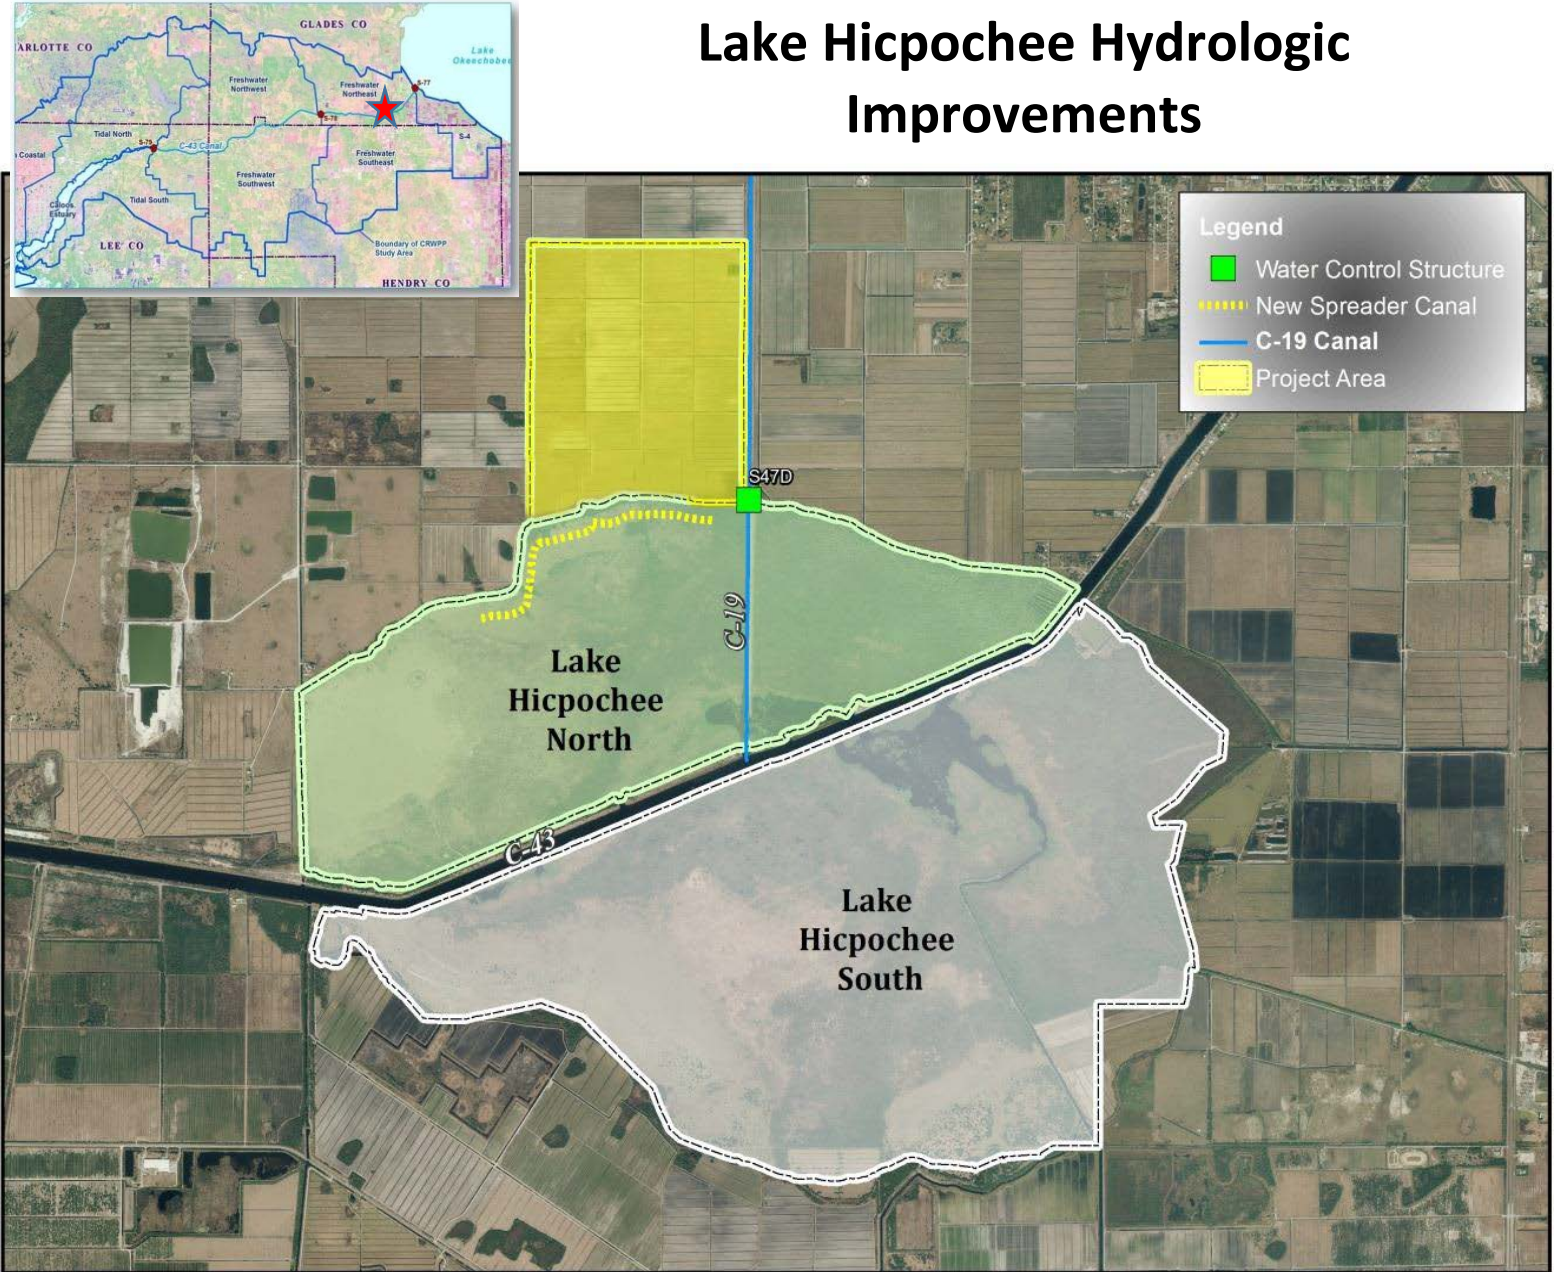 Lake Hicpochee Hydrologic
Improvements
GLADES CO
ARLOTTE CO
Lake
Okeechobee
Freshwater
Northwest
Freshwater
Northeast
S-77
S-78
Tidal North
S-79
C-43 Canal
S-4
Coastal
Freshwater
Southeast
Freshwater
Southwest
Tidal South
Caloos.
Estuary
LEE CO
Boundary of CRWPP
Study Area
HENDRY CO
Legend
Water Control Structure
New Spreader Canal
C-19 Canal
Project Area
S47D
C-19
Lake
Hicpochee
North
C-43
Lake
Hicpochee
South